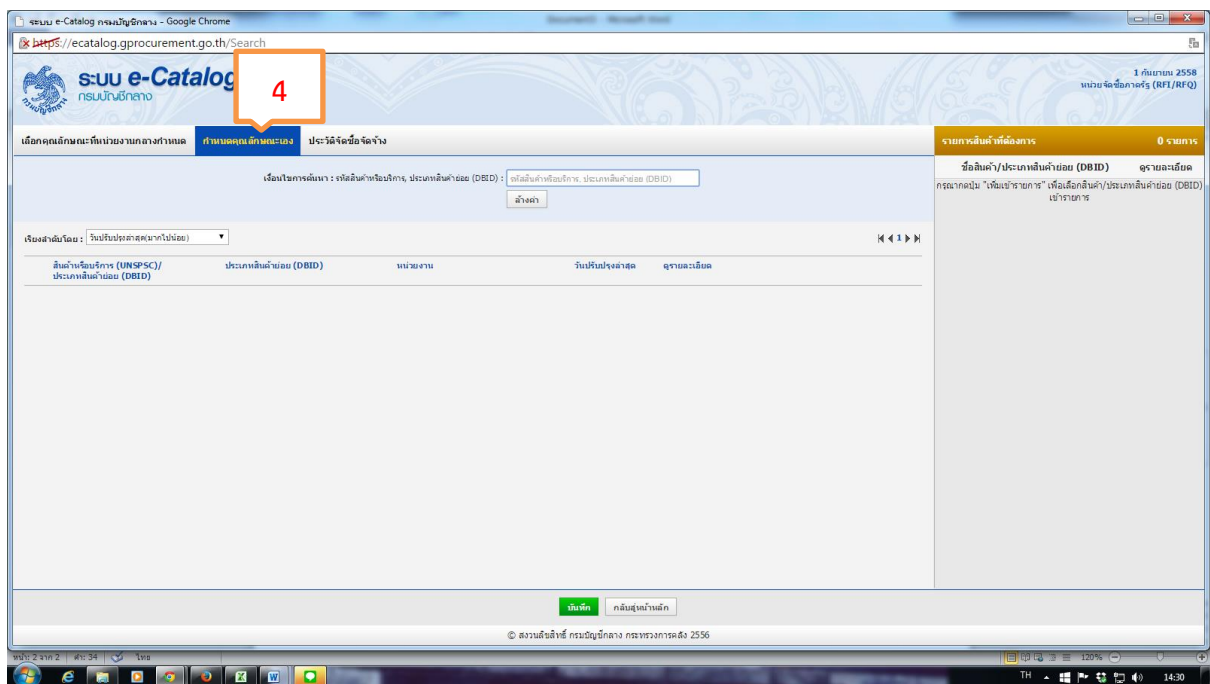 ระบบ e-Catalog กรมบัญชีกลาง - Google Chrome
https://ecatalog.gprocurement.go.th/Search
ระบบ e-Catalog
กรมบัญชีกลาง
4
1 กันยายน 2558
หน่วยจัดซื้อภาครัฐ (RFI/RFQ)
เลือกคุณลักษณะที่หน่วยงานกลางกำหนด กำหนดคุณลักษณะเอง ประวัติจัดซื้อจัดจ้าง
รายการสินค้าที่ต้องการ 0 รายการ
ชื่อสินค้า/ประเภทสินค้าย่อย (DBID) ดูรายละเอียด
กรุณากดปุ่ม "เพิ่มเข้ารายการ" เพื่อเลือกสินค้า/ประเภทสินค้าย่อย (DBID)
เข้ารายการ
เงื่อนไขการค้นหา : รหัสสินค้าหรือบริการ, ประเภทสินค้าย่อย (DBID) : รหัสสินค้าหรือบริการ, ประเภทสินค้าย่อย (DBID)
ล้างค่า
เรียงลำดับโดย : วันปรับปรุงล่าสุด(มากไปน้อย)
1
สินค้าหรือบริการ (UNSPSC)/ ประเภทสินค้าย่อย (DBID) หน่วยงาน วันปรับปรุงล่าสุด ดูรายละเอียด
ประเภทสินค้าย่อย (DBID)
บันทึก กลับสู่หน้าหลัก
© สงวนลิขสิทธิ์ กรมบัญชีกลาง กระทรวงการคลัง 2556
หน้า: 2 จาก 2 คำ: 34 ไทย 120%
TH 14:30